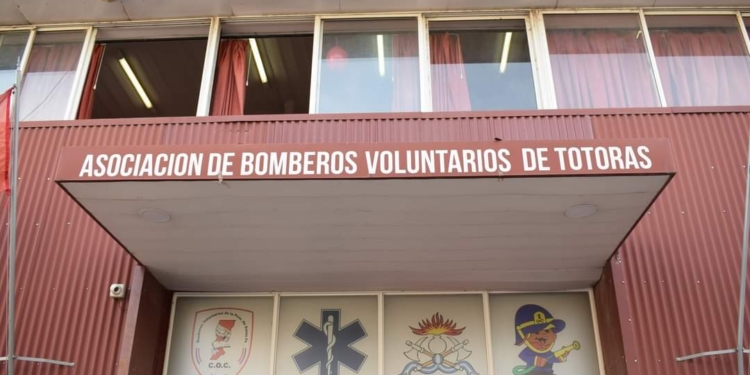 ASOCIACION DE BOMBEROS VOLUNTARIOS DE TOTORAS
C.O.C.